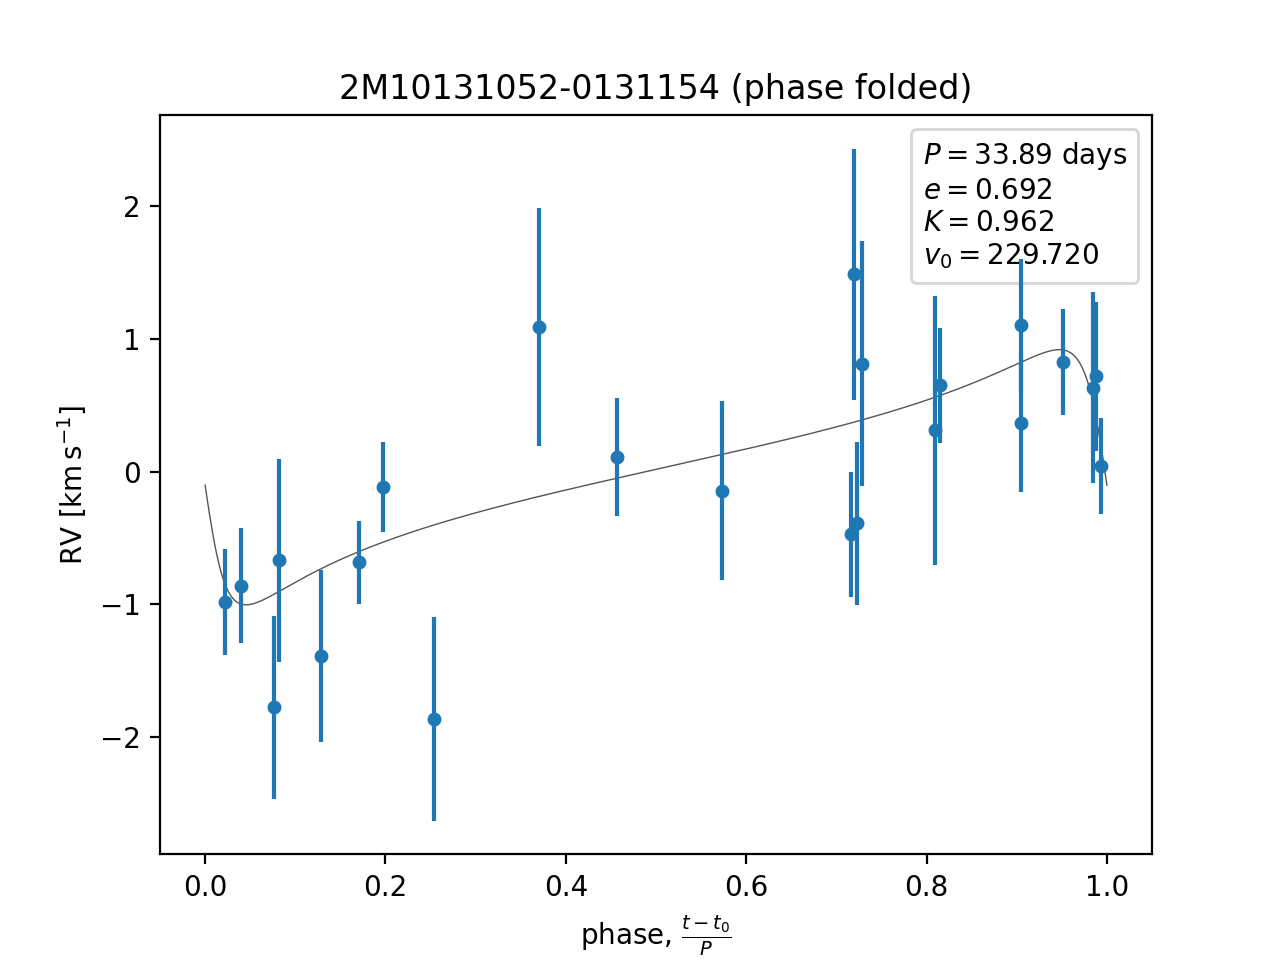 2M10131052-0131154 (phase folded)
P = 33.89 days
e = 0.692
K = 0.962
v₀ = 229.720
2
1
0
−1
−2
RV [km s⁻¹]
0.0 0.2 0.4 0.6 0.8 1.0
phase, (t − t₀)/P